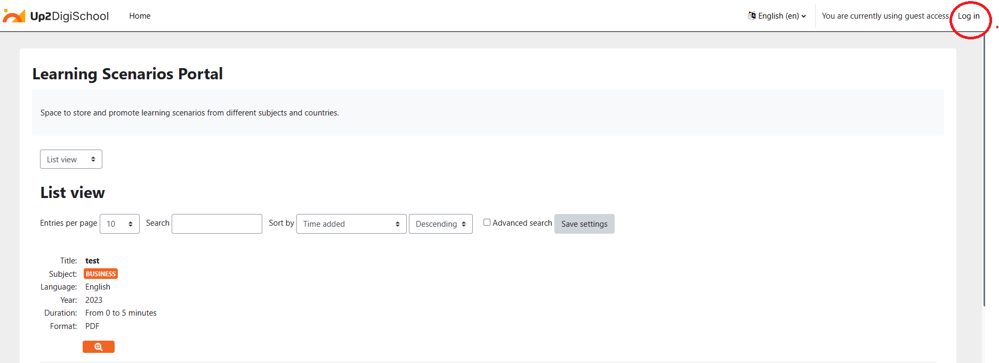 Up2DigiSchool Home English (en) You are currently using guest access Log in
Learning Scenarios Portal
Space to store and promote learning scenarios from different subjects and countries.
List view
List view
Entries per page 10 Search Sort by Time added Descending Advanced search Save settings
Title: test
Subject: BUSINESS
Language: English
Year: 2023
Duration: From 0 to 5 minutes
Format: PDF